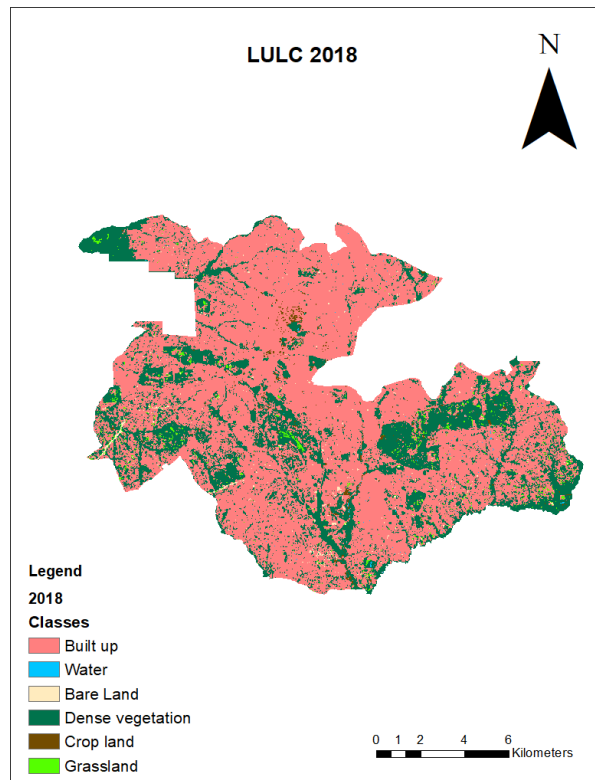 LULC 2018
N
Legend
2018
Classes
Built up
Water
Bare Land
Dense vegetation
Crop land
Grassland
0 1 2 4 6
Kilometers